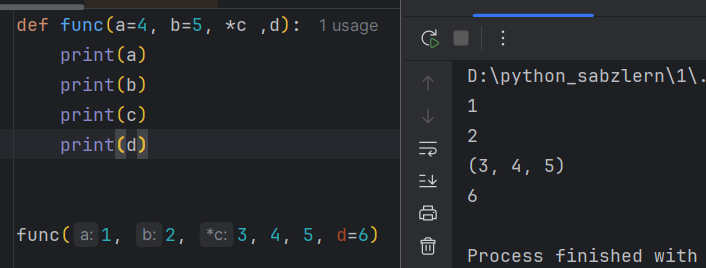 def func(a=4, b=5, *c ,d): 1 usage
    print(a)
    print(b)
    print(c)
    print(d)
func( a: 1, b: 2, *c: 3, 4, 5, d=6)
D:\python_sabzlern\1\.
1
2
(3, 4, 5)
6
Process finished with